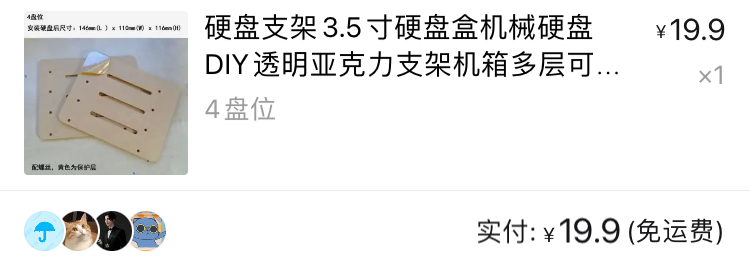 4盘位
安装硬盘后尺寸：146mm(L ) x 110mm(W) x 116mm(H)
配螺丝，黄色为保护层
硬盘支架3.5寸硬盘盒机械硬盘
DIY透明亚克力支架机箱多层可...
4盘位
¥19.9
×1
实付: ¥19.9 (免运费)